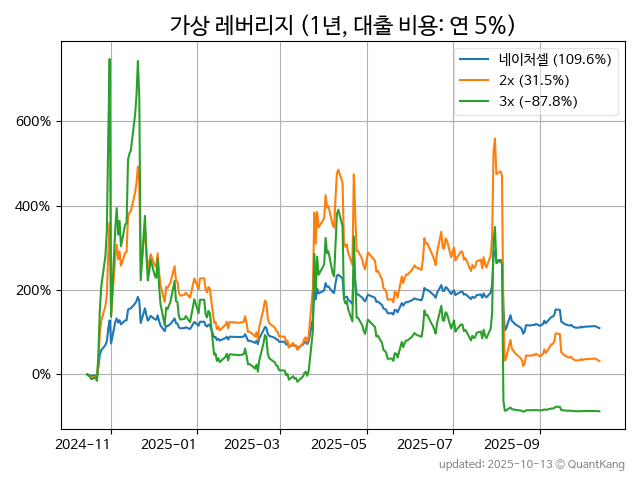 가상 레버리지 (1년, 대출 비용: 연 5%)
네이처셀 (109.6%)
2x (31.5%)
3x (-87.8%)
600%
400%
200%
0%
2024-11
2025-01
2025-03
2025-05
2025-07
2025-09
updated: 2025-10-13 © QuantKang